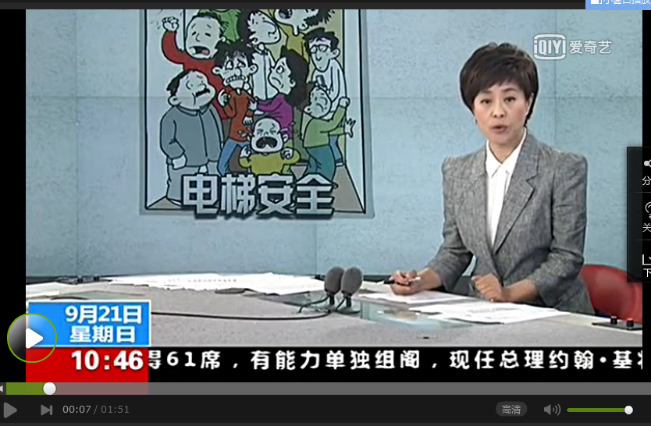 iQIYI 爱奇艺
电梯安全
9月21日
星期日
10:46
得61席，有能力单独组阁，现任总理约翰·基
00:07 / 01:51
高清